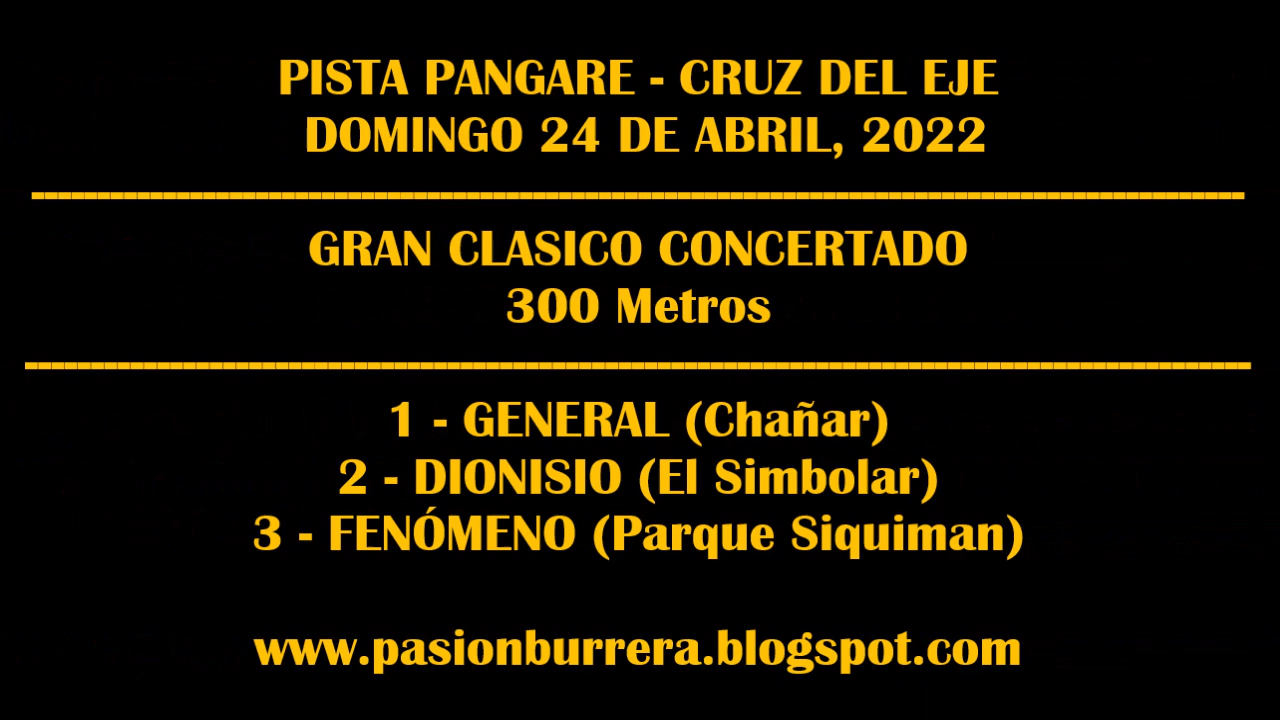 PISTA PANGARE - CRUZ DEL EJE
DOMINGO 24 DE ABRIL, 2022
GRAN CLASICO CONCERTADO
300 Metros
1 - GENERAL (Chañar)
2 - DIONISIO (El Simbolar)
3 - FENÓMENO (Parque Siquiman)
www.pasionburrera.blogspot.com